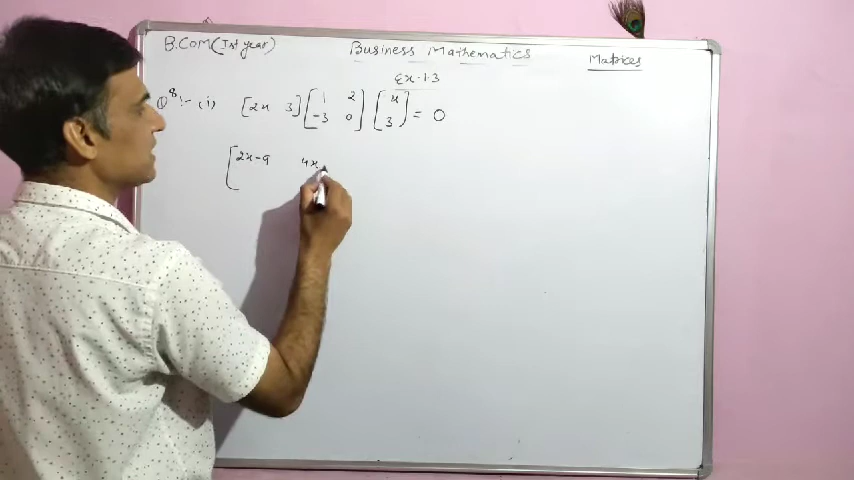 B.COM (Ist year) Business Mathematics Matrices
Ex-1.3
Q8:- (i) [2x 3] [1 2 -3 0] [x 3] = 0
[2x-9 4x